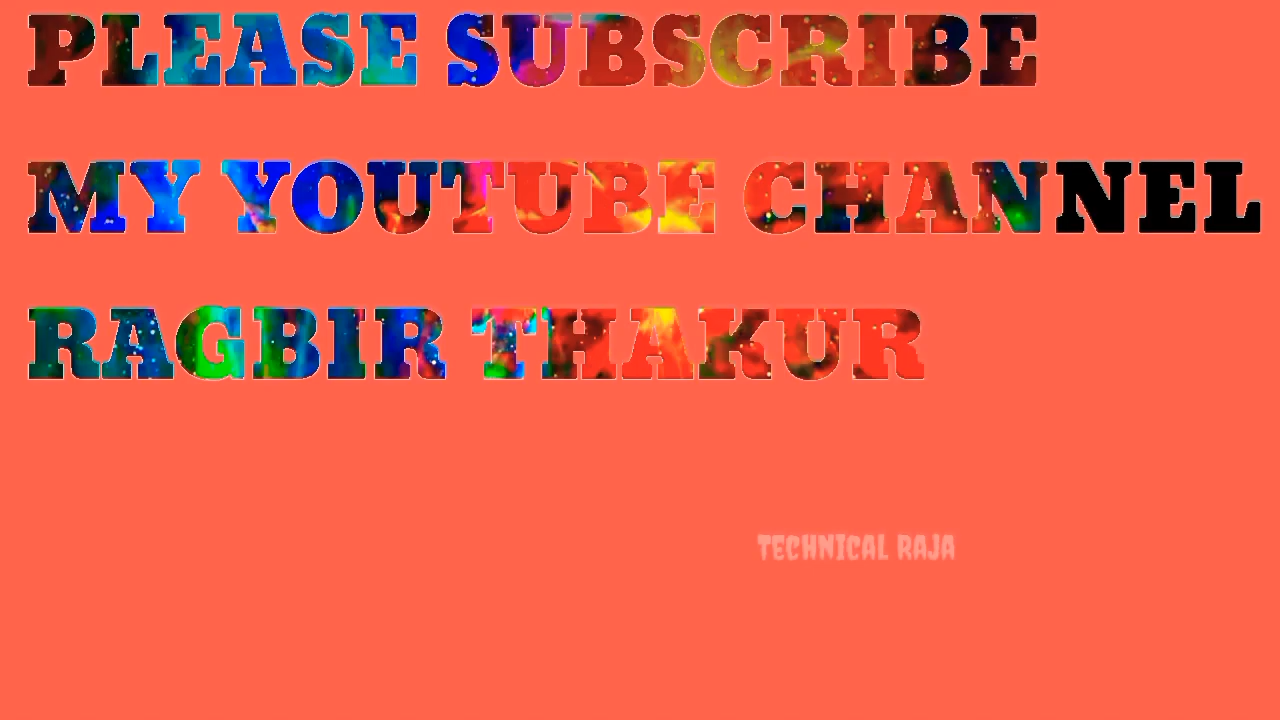 PLEASE SUBSCRIBE
MY YOUTUBE CHANNEL
RAGBIR THAKUR
TECHNICAL RAJA